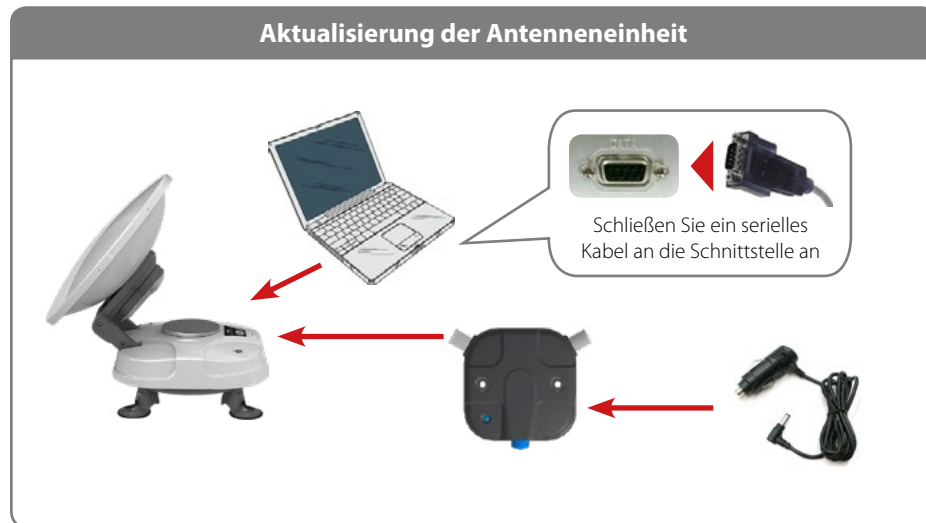 Aktualisierung der Antenneneinheit
DATA
Schließen Sie ein serielles
Kabel an die Schnittstelle an